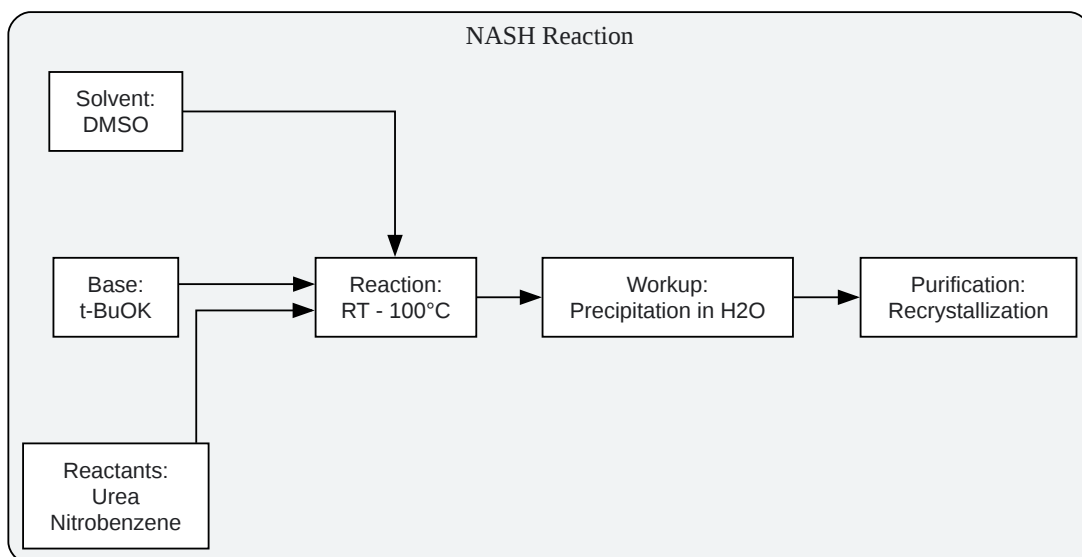 NASH Reaction
Solvent:
DMSO
Base:
t-BuOK
Reaction:
RT - 100°C
Workup:
Precipitation in H2O
Purification:
Recrystallization
Reactants:
Urea
Nitrobenzene